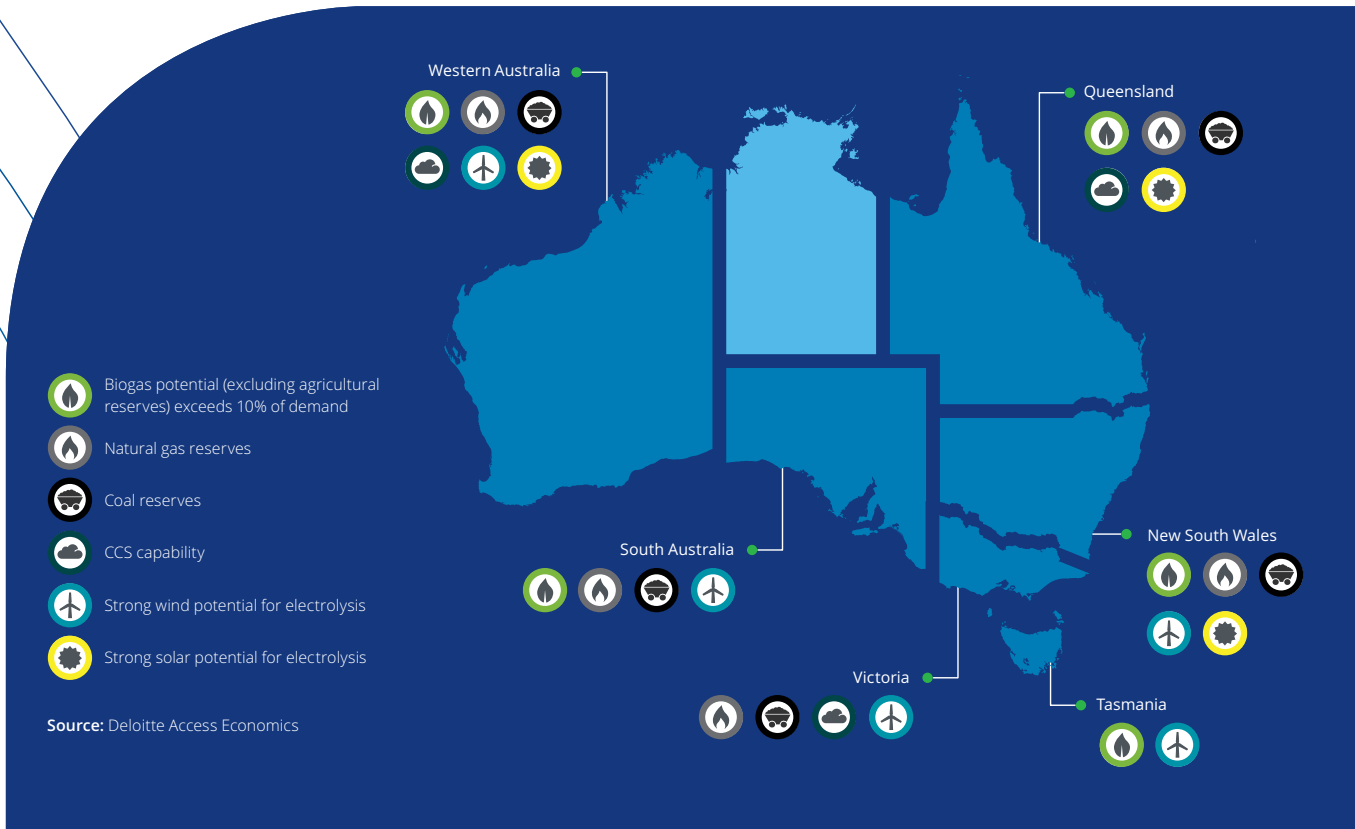 Western Australia
Queensland
Biogas potential (excluding agricultural
reserves) exceeds 10% of demand
Natural gas reserves
Coal reserves
CCS capability
Strong wind potential for electrolysis
Strong solar potential for electrolysis
Source: Deloitte Access Economics
South Australia
New South Wales
Victoria
Tasmania